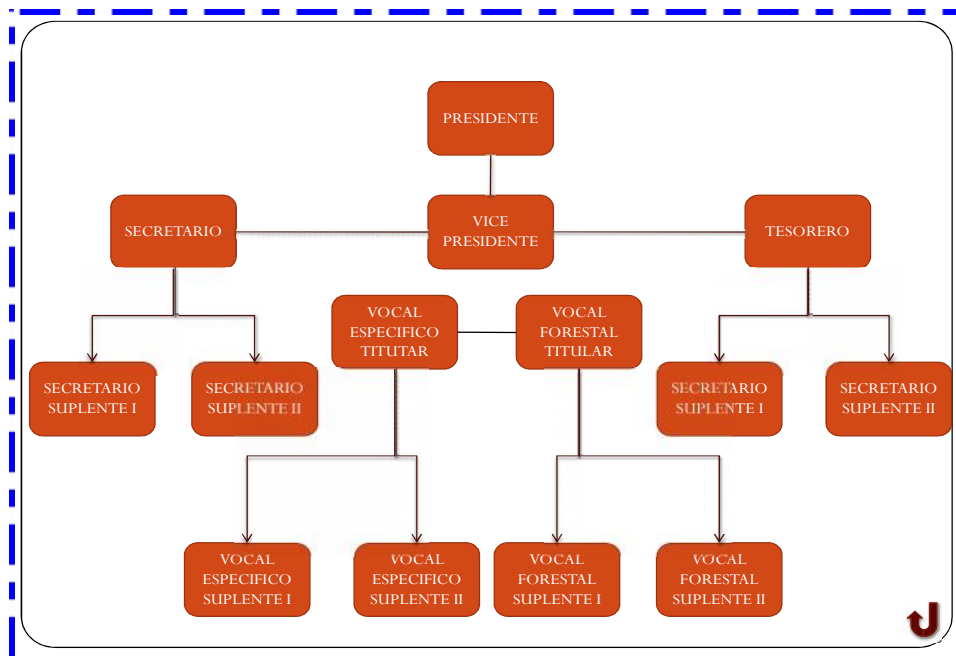 PRESIDENTE
SECRETARIO
VICE
PRESIDENTE
TESORERO
VOCAL
ESPECIFICO
TITUTAR
VOCAL
FORESTAL
TITULAR
SECRETARIO
SUPLENTE I
SECRETARIO
SUPLENTE II
SECRETARIO
SUPLENTE I
SECRETARIO
SUPLENTE II
VOCAL
ESPECIFICO
SUPLENTE I
VOCAL
ESPECIFICO
SUPLENTE II
VOCAL
FORESTAL
SUPLENTE I
VOCAL
FORESTAL
SUPLENTE II